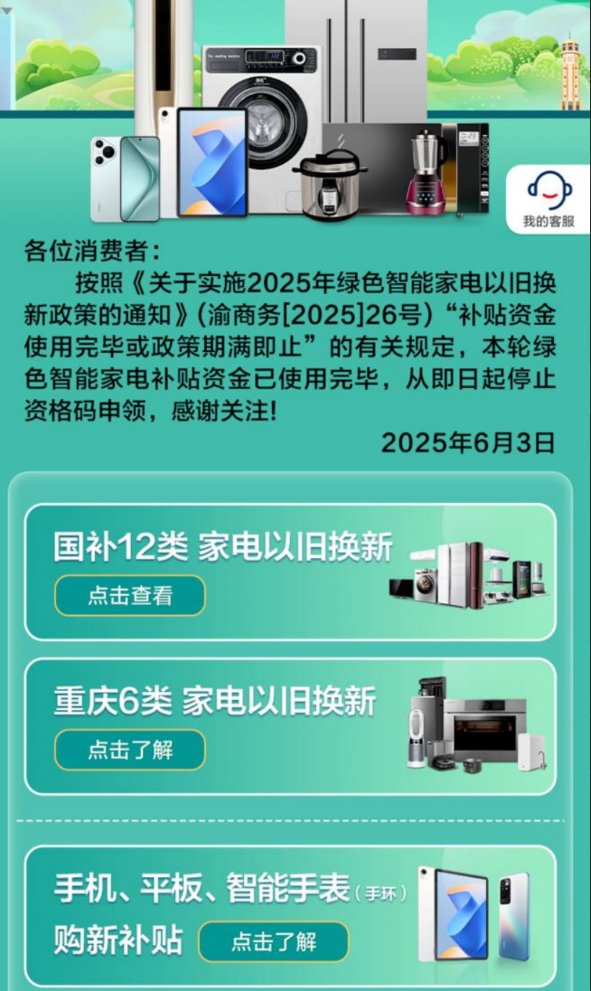 我的客服
各位消费者：
按照《关于实施2025年绿色智能家电以旧换
新政策的通知》(渝商务[2025]26号)“补贴资金
使用完毕或政策期满即止”的有关规定，本轮绿
色智能家电补贴资金已使用完毕，从即日起停止
资格码申领，感谢关注!
2025年6月3日
国补12类 家电以旧换新
点击查看
重庆6类 家电以旧换新
点击了解
手机、平板、智能手表(手环)
购新补贴
点击了解